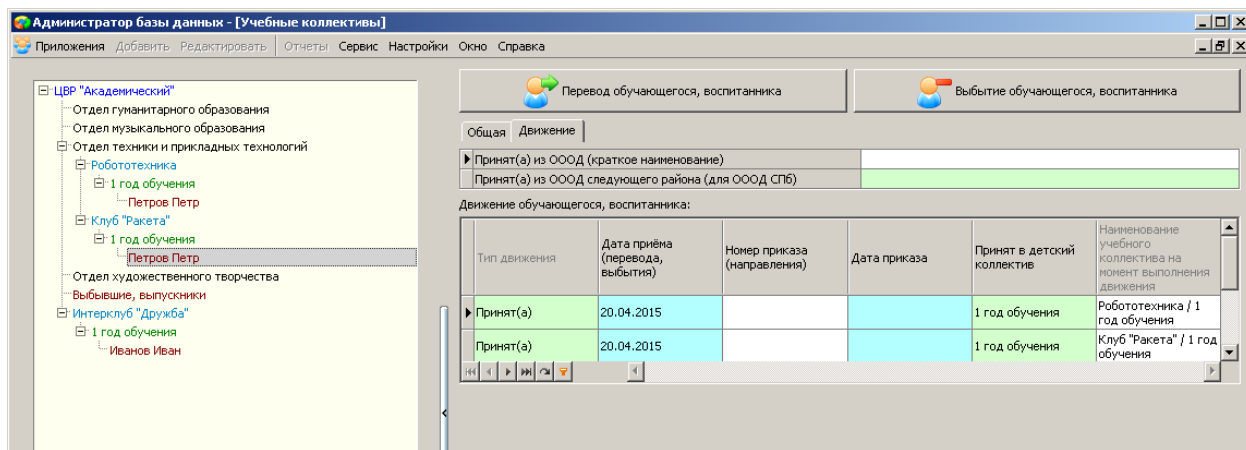 Администратор базы данных - [Учебные коллективы]
Приложения Добавить Редактировать Отчеты Сервис Настройки Окно Справка
ЦВР "Академический"
Отдел гуманитарного образования
Отдел музыкального образования
Отдел техники и прикладных технологий
Робототехника
1 год обучения
Петров Петр
Клуб "Ракета"
1 год обучения
Петров Петр
Отдел художественного творчества
Выбывшие, выпускники
Интерклуб "Дружба"
1 год обучения
Иванов Иван
Перевод обучающегося, воспитанника
Выбытие обучающегося, воспитанника
Общая Движение
Принят(а) из ОООД (краткое наименование)
Принят(а) из ОООД следующего района (для ОООД СПб)
Движение обучающегося, воспитанника:
Тип движения
Дата приёма
(перевода,
выбытия)
Номер приказа
(направления)
Дата приказа
Принят в детский
коллектив
Наименование
учебного
коллектива на
момент выполнения
движения
Принят(а)
20.04.2015
1 год обучения
Робототехника / 1
год обучения
Принят(а)
20.04.2015
1 год обучения
Клуб "Ракета" / 1 год
обучения